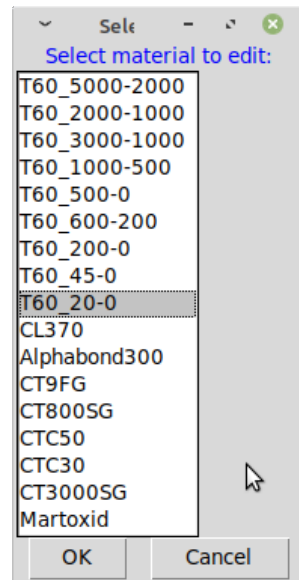 Sele
Select material to edit:
T60_5000-2000
T60_2000-1000
T60_3000-1000
T60_1000-500
T60_500-0
T60_600-200
T60_200-0
T60_45-0
T60_20-0
CL370
Alphabond300
CT9FG
CT800SG
CTC50
CTC30
CT3000SG
Martoxid
OK Cancel